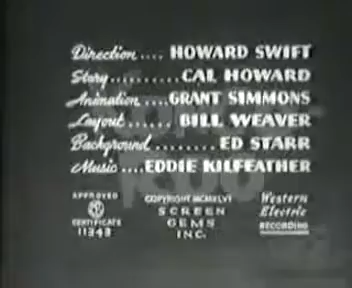 Direction.... HOWARD SWIFT
Story..........CAL HOWARD
Animation....GRANT SIMMONS
Layout....... BILL WEAVER
Background........ED STARR
Music....EDDIE KILFEATHER
APPROVED
CERTIFICATE
11343
COPYRIGHT MCMXLVI
SCREEN
GEMS
INC.
Western
Electric
RECORDING